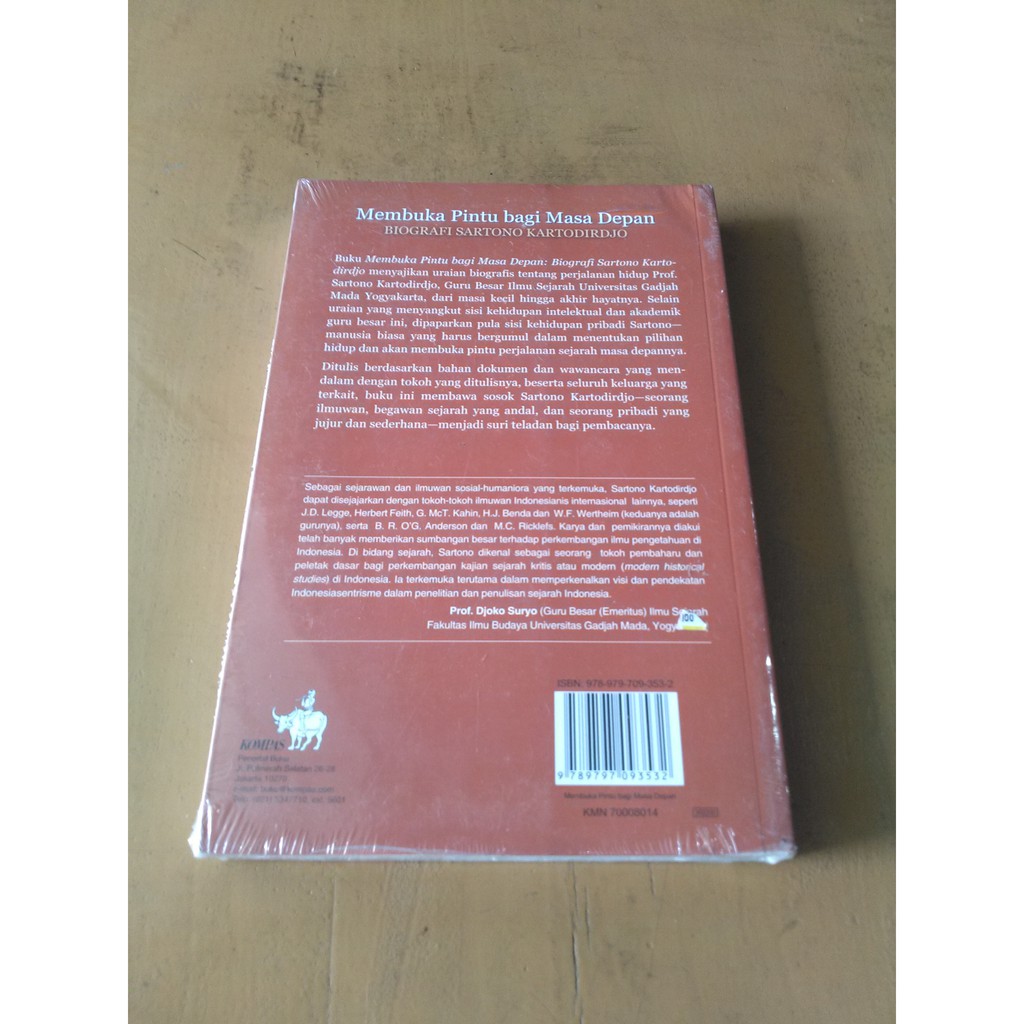 Membuka Pintu bagi Masa Depan
BIOGRAFI SARTONO KARTODIRDJO
Buku Membuka Pintu bagi Masa Depan: Biografi Sartono Karto-
dirdjo menyajikan uraian biografis tentang perjalanan hidup Prof.
Sartono Kartodirdjo, Guru Besar Ilmu Sejarah Universitas Gadjah
Mada Yogyakarta, dari masa kecil hingga akhir hayatnya. Selain
uraian yang menyangkut sisi kehidupan intelektual dan akademik
guru besar ini, dipaparkan pula sisi kehidupan pribadi Sartono—
manusia biasa yang harus bergumul dalam menentukan pilihan
hidup dan akan membuka pintu perjalanan sejarah masa depannya.
Ditulis berdasarkan bahan dokumen dan wawancara yang men-
dalam dengan tokoh yang ditulisnya, beserta seluruh keluarga yang
terkait, buku ini membawa sosok Sartono Kartodirdjo—seorang
ilmuwan, begawan sejarah yang andal, dan seorang pribadi yang
jujur dan sederhana—menjadi suri teladan bagi pembacanya.
Sebagai sejarawan dan ilmuwan sosial-humaniora yang terkemuka, Sartono Kartodirdjo
dapat disejajarkan dengan tokoh-tokoh ilmuwan Indonesianis internasional lainnya, seperti
J.D. Legge, Herbert Feith, G. McT. Kahin, H.J. Benda dan W.F. Wertheim (keduanya adalah
gurunya), serta B. R. O'G. Anderson dan M.C. Ricklefs. Karya dan pemikirannya diakui
telah banyak memberikan sumbangan besar terhadap perkembangan ilmu pengetahuan di
Indonesia. Di bidang sejarah, Sartono dikenal sebagai seorang tokoh pembaharu dan
peletak dasar bagi perkembangan kajian sejarah kritis atau modern (modern historical
studies) di Indonesia. Ia terkemuka terutama dalam memperkenalkan visi dan pendekatan
Indonesiasentrisme dalam penelitian dan penulisan sejarah Indonesia.
Prof. Djoko Suryo (Guru Besar (Emeritus) Ilmu Sejarah
Fakultas Ilmu Budaya Universitas Gadjah Mada,
ISBN: 978-979-709-353-2
9 789797 093532
Membuka Pintu bagi Masa Depan
KMN 70008014
KOMPAS
Penerbit Buku